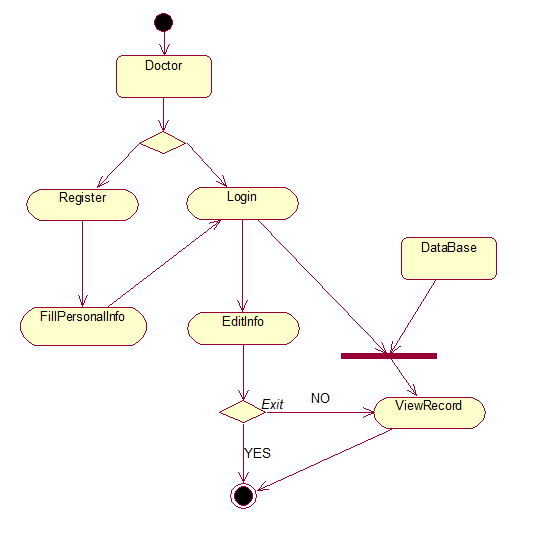 Doctor
Register
Login
DataBase
FillPersonalInfo
EditInfo
Exit
NO
ViewRecord
YES